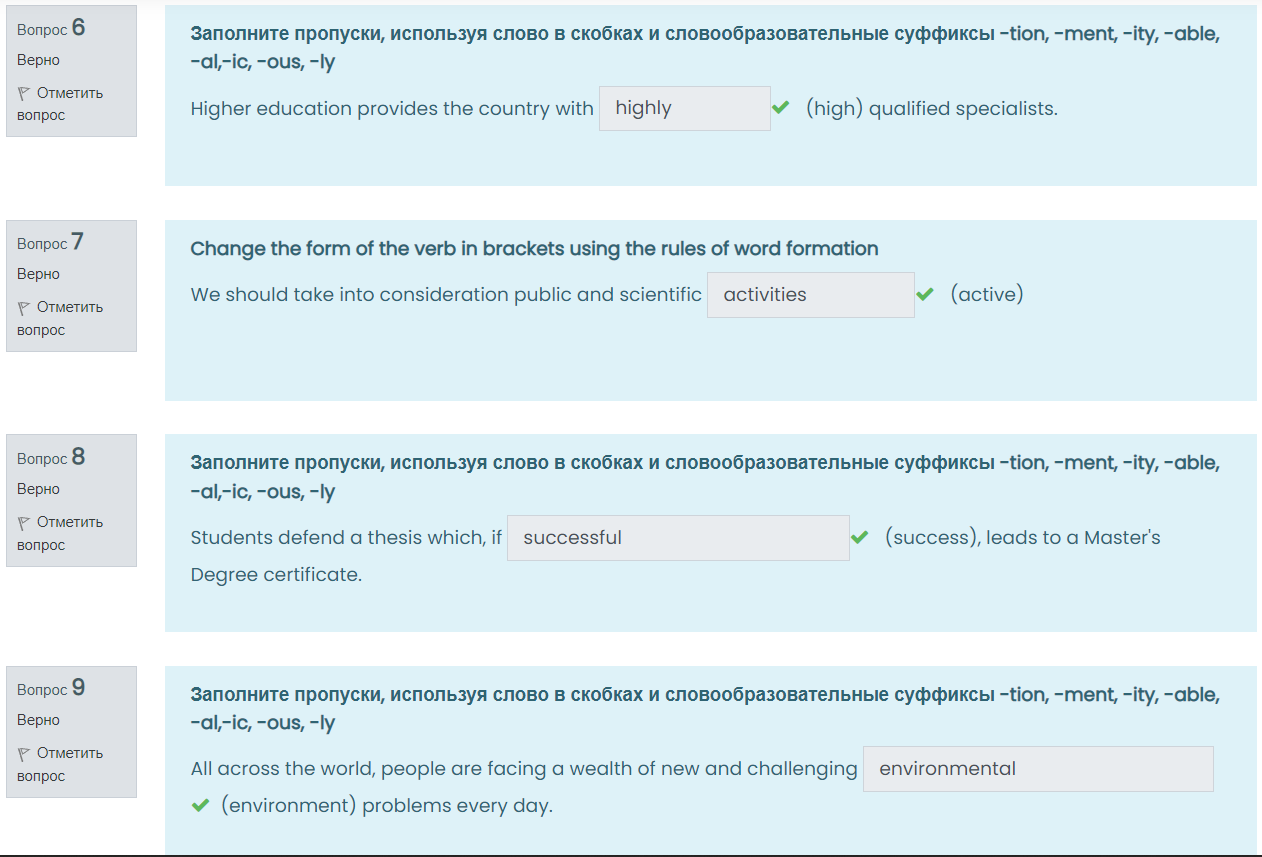 Вопрос 6
Верно
Отметить
вопрос
Заполните пропуски, используя слово в скобках и словообразовательные суффиксы -tion, -ment, -ity, -able,
-al,-ic, -ous, -ly
Higher education provides the country with highly (high) qualified specialists.
Вопрос 7
Верно
Отметить
вопрос
Change the form of the verb in brackets using the rules of word formation
We should take into consideration public and scientific activities (active)
Вопрос 8
Верно
Отметить
вопрос
Заполните пропуски, используя слово в скобках и словообразовательные суффиксы -tion, -ment, -ity, -able,
-al,-ic, -ous, -ly
Students defend a thesis which, if successful (success), leads to a Master's
Degree certificate.
Вопрос 9
Верно
Отметить
вопрос
Заполните пропуски, используя слово в скобках и словообразовательные суффиксы -tion, -ment, -ity, -able,
-al,-ic, -ous, -ly
All across the world, people are facing a wealth of new and challenging environmental
(environment) problems every day.